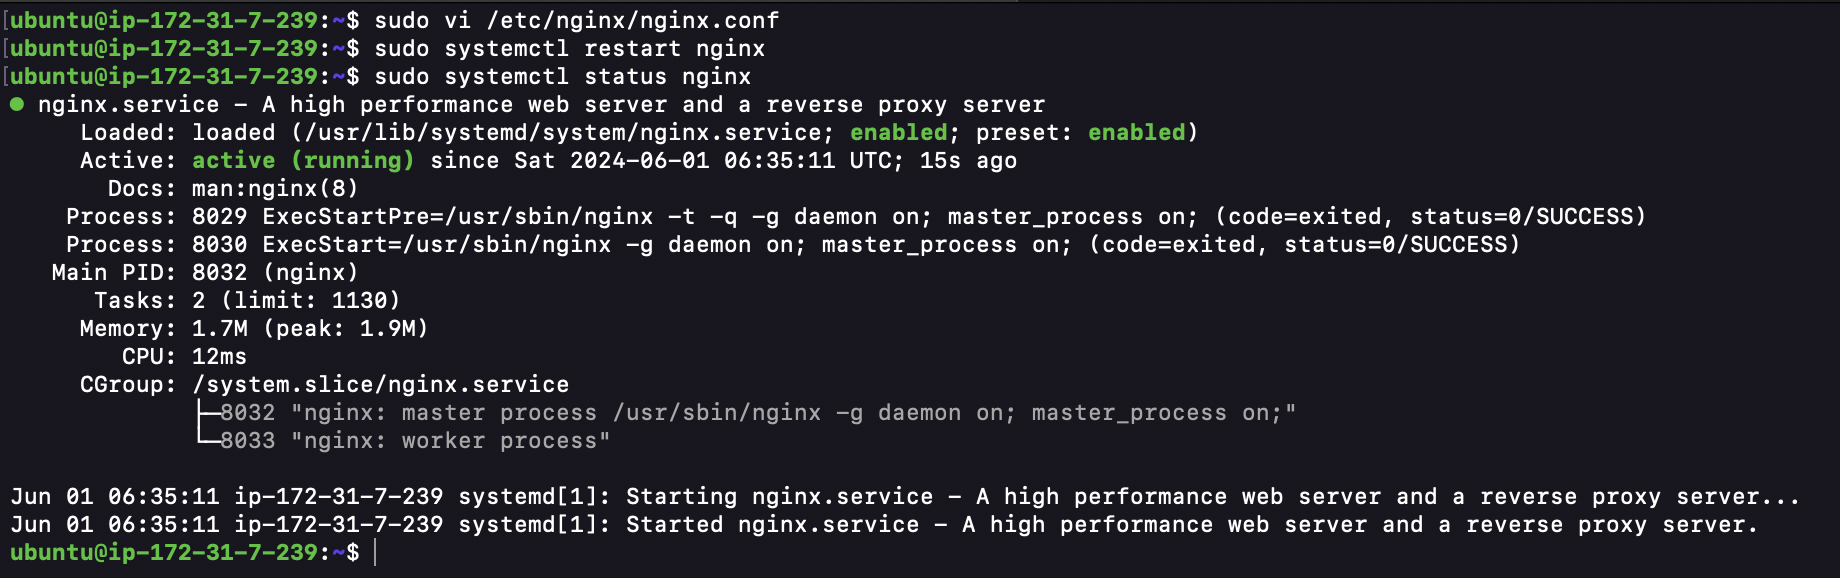 [ubuntu@ip-172-31-7-239:~$ sudo vi /etc/nginx/nginx.conf
[ubuntu@ip-172-31-7-239:~$ sudo systemctl restart nginx
[ubuntu@ip-172-31-7-239:~$ sudo systemctl status nginx
● nginx.service - A high performance web server and a reverse proxy server
     Loaded: loaded (/usr/lib/systemd/system/nginx.service; enabled; preset: enabled)
     Active: active (running) since Sat 2024-06-01 06:35:11 UTC; 15s ago
       Docs: man:nginx(8)
    Process: 8029 ExecStartPre=/usr/sbin/nginx -t -q -g daemon on; master_process on; (code=exited, status=0/SUCCESS)
    Process: 8030 ExecStart=/usr/sbin/nginx -g daemon on; master_process on; (code=exited, status=0/SUCCESS)
   Main PID: 8032 (nginx)
      Tasks: 2 (limit: 1130)
     Memory: 1.7M (peak: 1.9M)
        CPU: 12ms
     CGroup: /system.slice/nginx.service
             ├─8032 "nginx: master process /usr/sbin/nginx -g daemon on; master_process on;"
             └─8033 "nginx: worker process"
Jun 01 06:35:11 ip-172-31-7-239 systemd[1]: Starting nginx.service - A high performance web server and a reverse proxy server...
Jun 01 06:35:11 ip-172-31-7-239 systemd[1]: Started nginx.service - A high performance web server and a reverse proxy server.
ubuntu@ip-172-31-7-239:~$